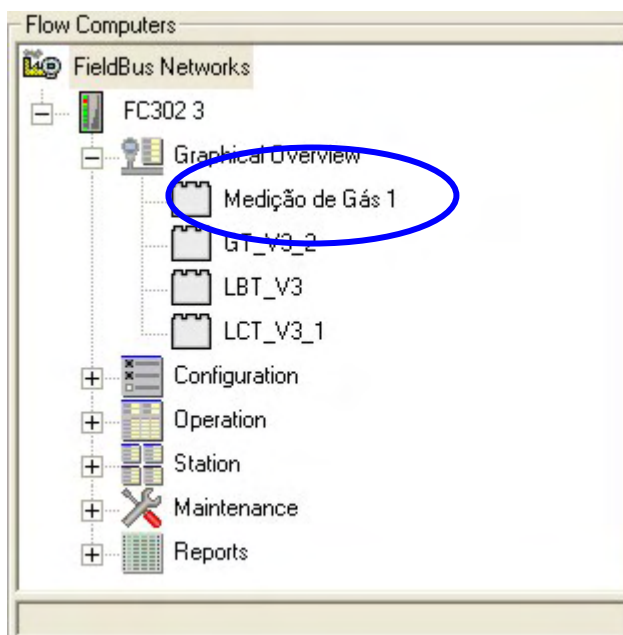 Flow Computers
FieldBus Networks
FC302 3
Graphical Overview
Medição de Gás 1
GT_V3_2
LBT_V3
LCT_V3_1
Configuration
Operation
Station
Maintenance
Reports